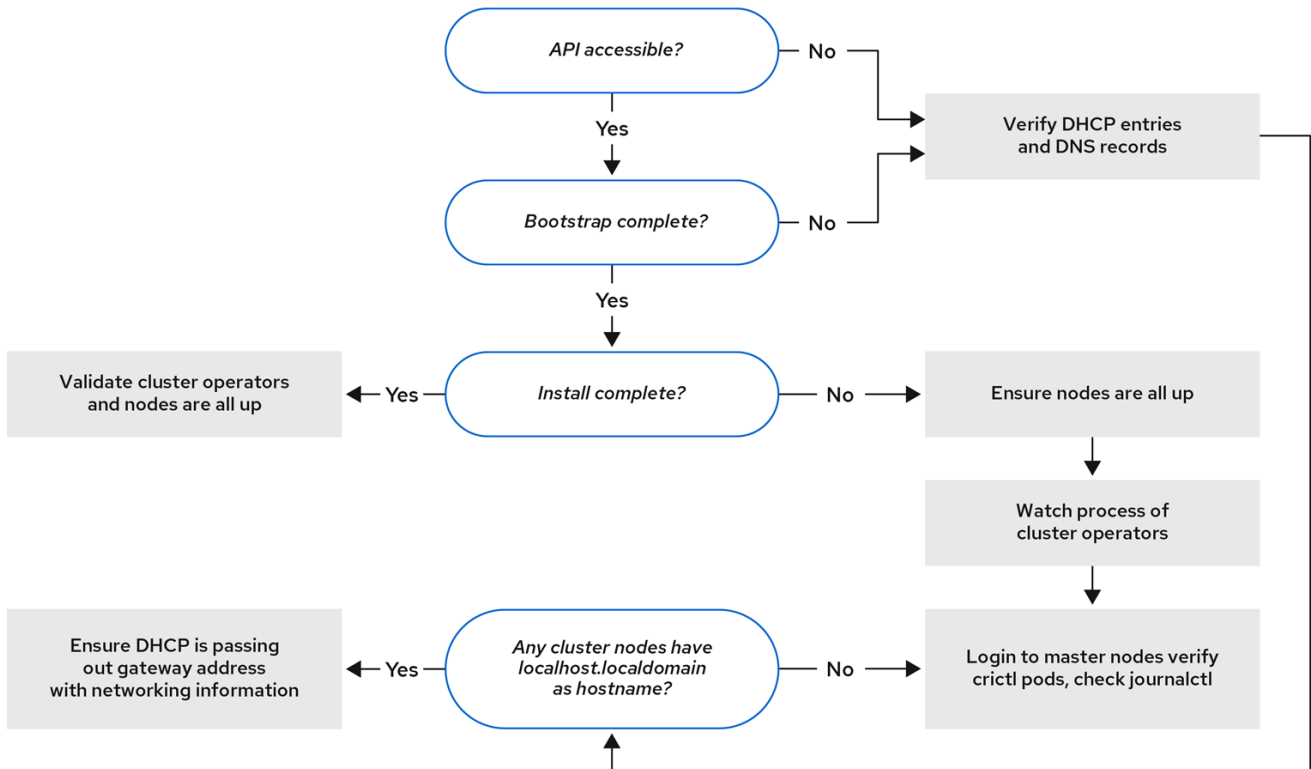 API accessible?
No
Verify DHCP entries
and DNS records
Yes
Bootstrap complete?
No
Yes
Validate cluster operators
and nodes are all up
Yes
Install complete?
No
Ensure nodes are all up
Watch process of
cluster operators
Ensure DHCP is passing
out gateway address
with networking information
Yes
Any cluster nodes have
localhost.localdomain
as hostname?
No
Login to master nodes verify
crictl pods, check journalctl